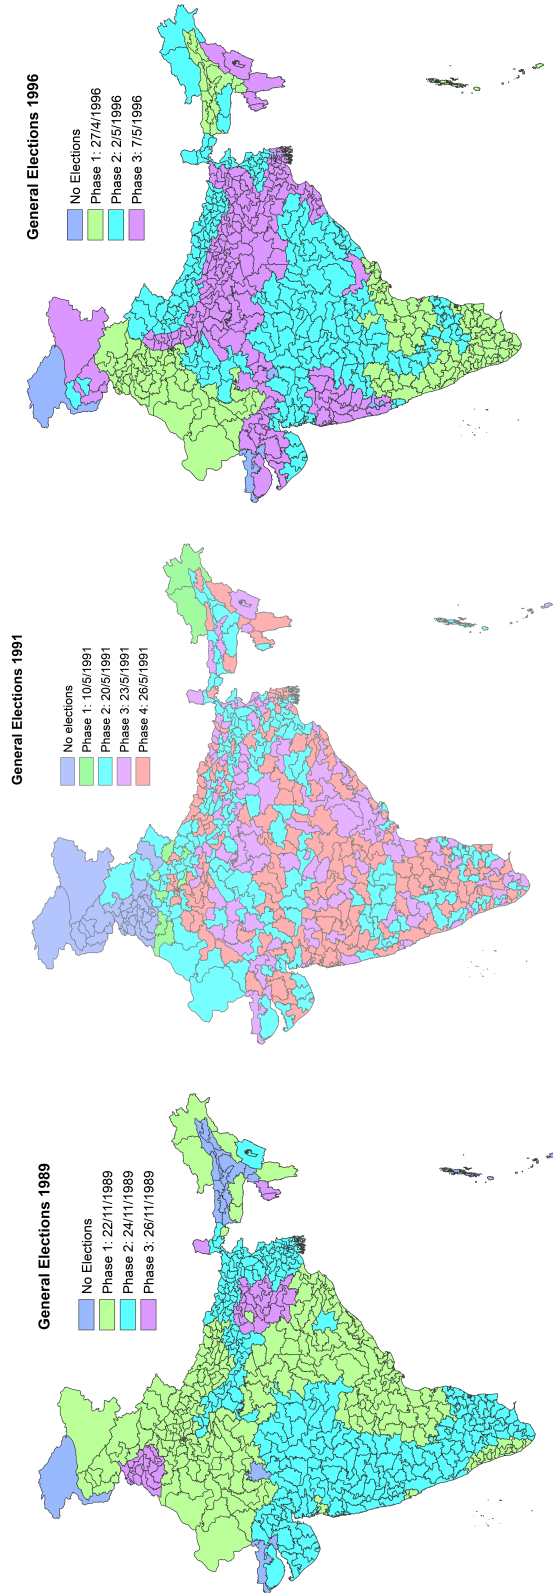 General Elections 1996
No Elections
Phase 1: 27/4/1996
Phase 2: 2/5/1996
Phase 3: 7/5/1996
General Elections 1991
No elections
Phase 1: 10/5/1991
Phase 2: 20/5/1991
Phase 3: 23/5/1991
Phase 4: 26/5/1991
General Elections 1989
No Elections
Phase 1: 22/11/1989
Phase 2: 24/11/1989
Phase 3: 26/11/1989